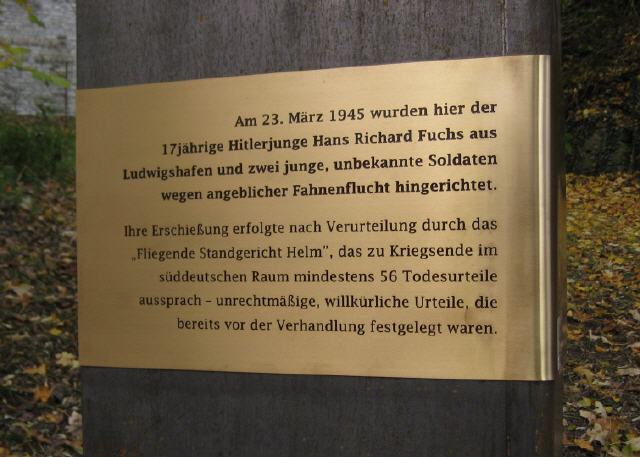 Am 23. März 1945 wurden hier der
17jährige Hitlerjunge Hans Richard Fuchs aus
Ludwigshafen und zwei junge, unbekannte Soldaten
wegen angeblicher Fahnenflucht hingerichtet.
Ihre Erschießung erfolgte nach Verurteilung durch das
„Fliegende Standgericht Helm", das zu Kriegsende im
süddeutschen Raum mindestens 56 Todesurteile
aussprach – unrechtmäßige, willkürliche Urteile, die
bereits vor der Verhandlung festgelegt waren.